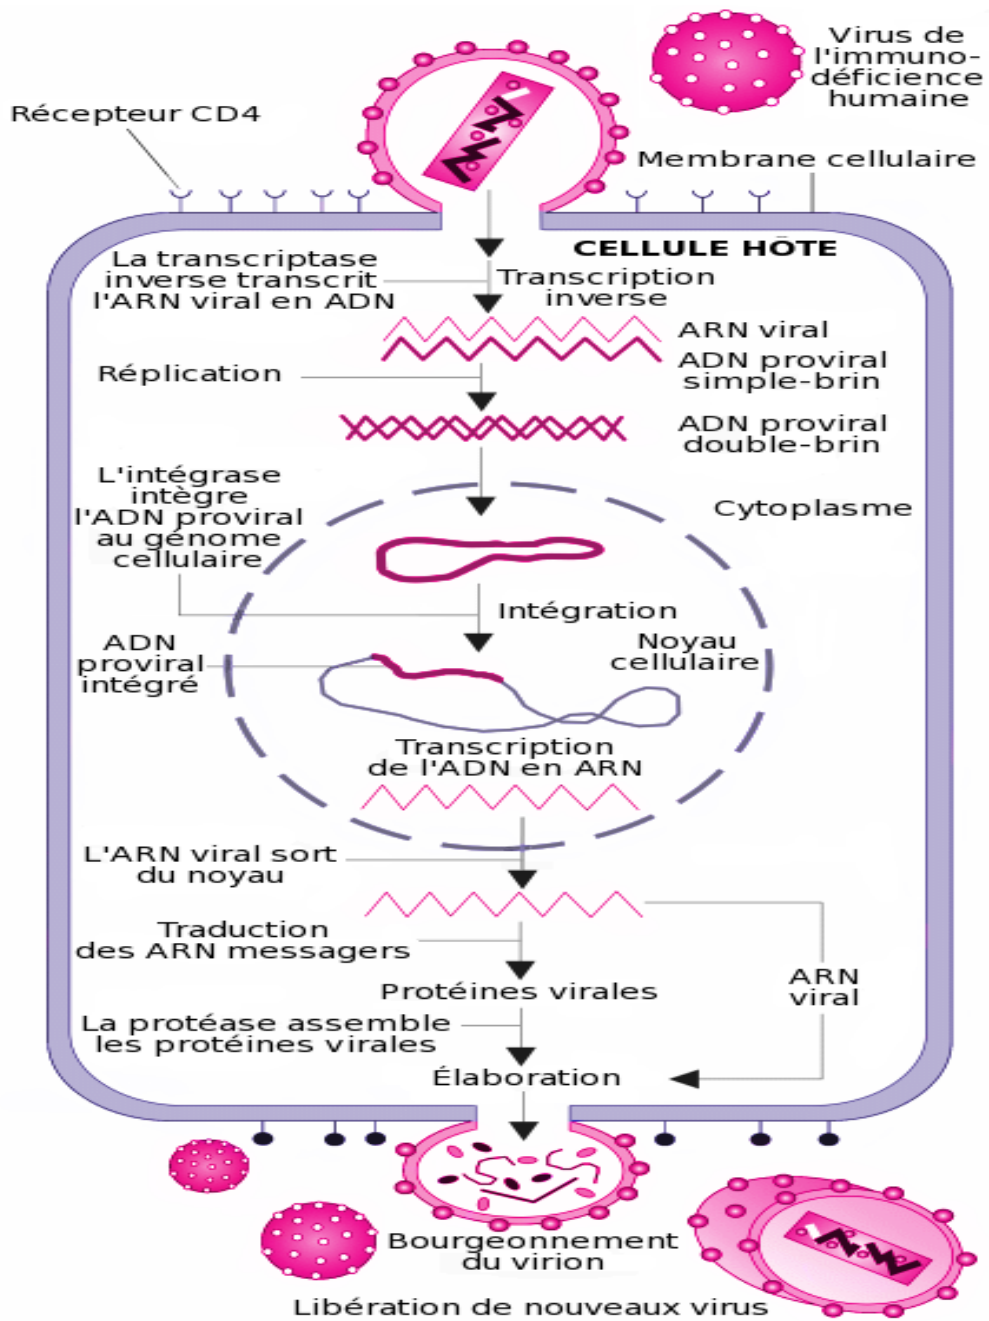 Virus de
l'immuno-
déficience
humaine
Récepteur CD4
Membrane cellulaire
CELLULE HÔTE
La transcriptase
inverse transcrit
l'ARN viral en ADN
Transcription
inverse
ARN viral
ADN proviral
simple-brin
Réplication
ADN proviral
double-brin
L'intégrase
intègre
l'ADN proviral
au génome
cellulaire
Cytoplasme
Intégration
ADN
proviral
intégré
Noyau
cellulaire
Transcription
de l'ADN en ARN
L'ARN viral sort
du noyau
Traduction
des ARN messagers
ARN
viral
Protéines virales
La protéase assemble
les protéines virales
Élaboration
Bourgeonnement
du virion
Libération de nouveaux virus